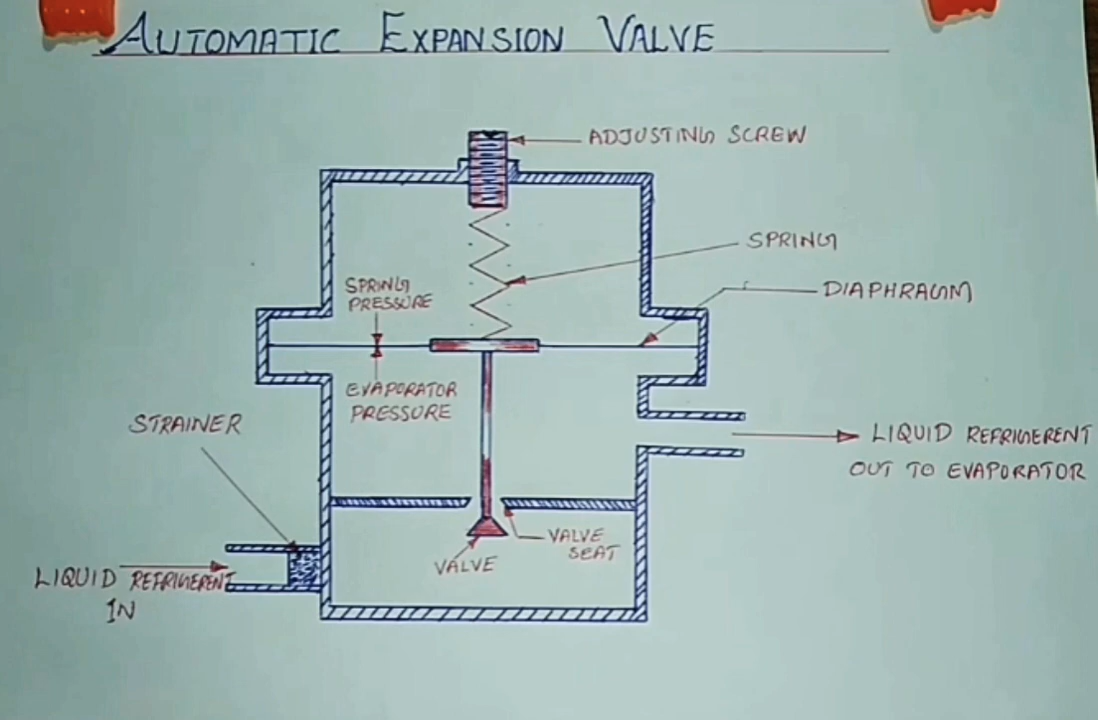 AUTOMATIC EXPANSION VALVE
ADJUSTING SCREW
SPRING
SPRING
PRESSURE
DIAPHRAGM
EVAPORATOR
PRESSURE
STRAINER
LIQUID REFRIGERENT
OUT TO EVAPORATOR
VALVE
SEAT
VALVE
LIQUID REFRIGERENT
IN